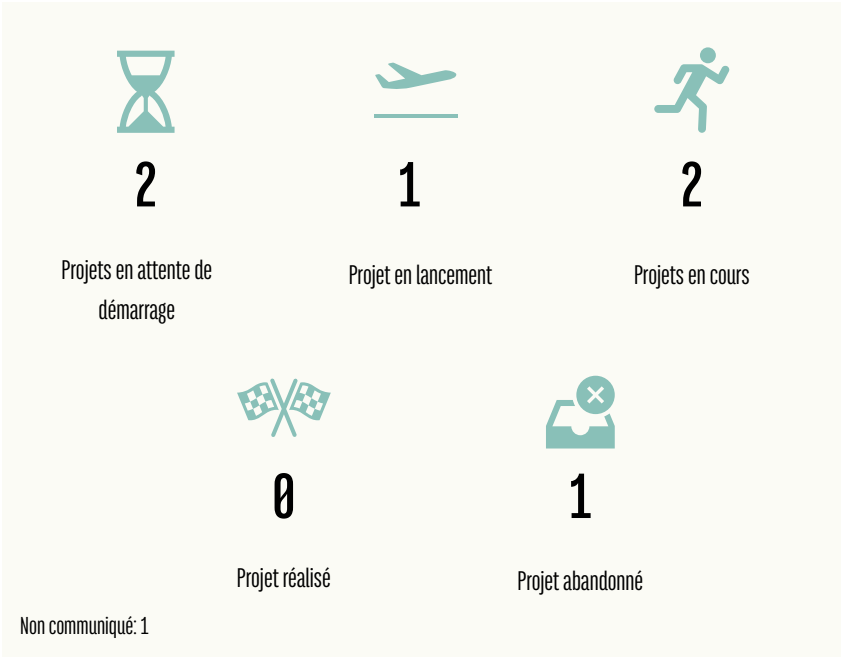 2
1
2
Projets en attente de
démarrage
Projet en lancement
Projets en cours
0
1
Projet réalisé
Projet abandonné
Non communiqué: 1